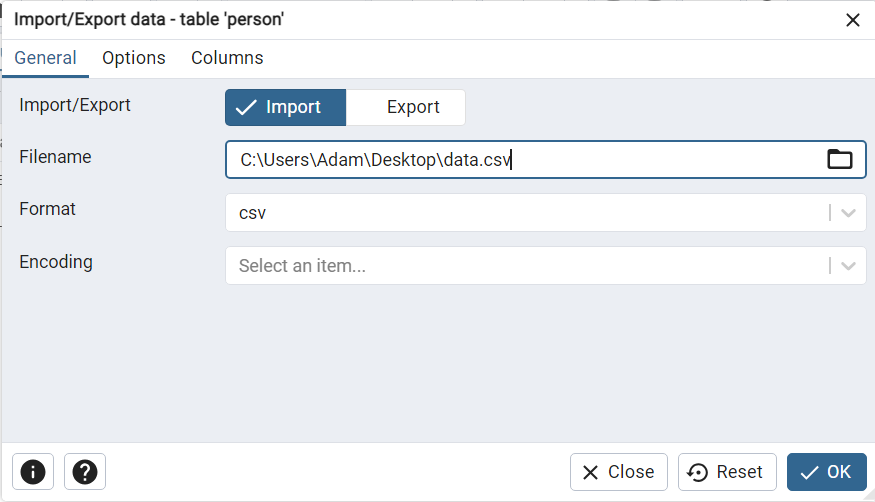 Import/Export data - table 'person'
General Options Columns
Import/Export Import Export
Filename C:\Users\Adam\Desktop\data.csv
Format csv
Encoding Select an item...
Close Reset OK